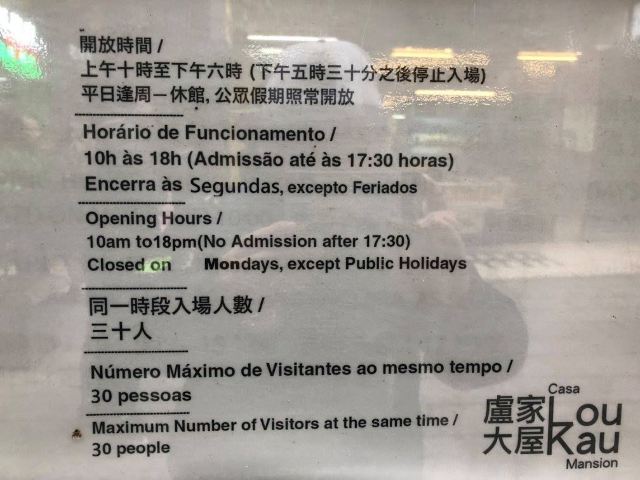 開放時間 /
上午十時至下午六時 (下午五時三十分之後停止入場)
平日逢周一休館, 公眾假期照常開放
Horário de Funcionamento /
10h às 18h (Admissão até às 17:30 horas)
Encerra às Segundas, excepto Feriados
Opening Hours /
10am to18pm(No Admission after 17:30)
Closed on Mondays, except Public Holidays
同一時段入場人數 /
三十人
Número Máximo de Visitantes ao mesmo tempo /
30 pessoas
Maximum Number of Visitors at the same time /
30 people
盧家大屋
Casa
Lou
Kau
Mansion